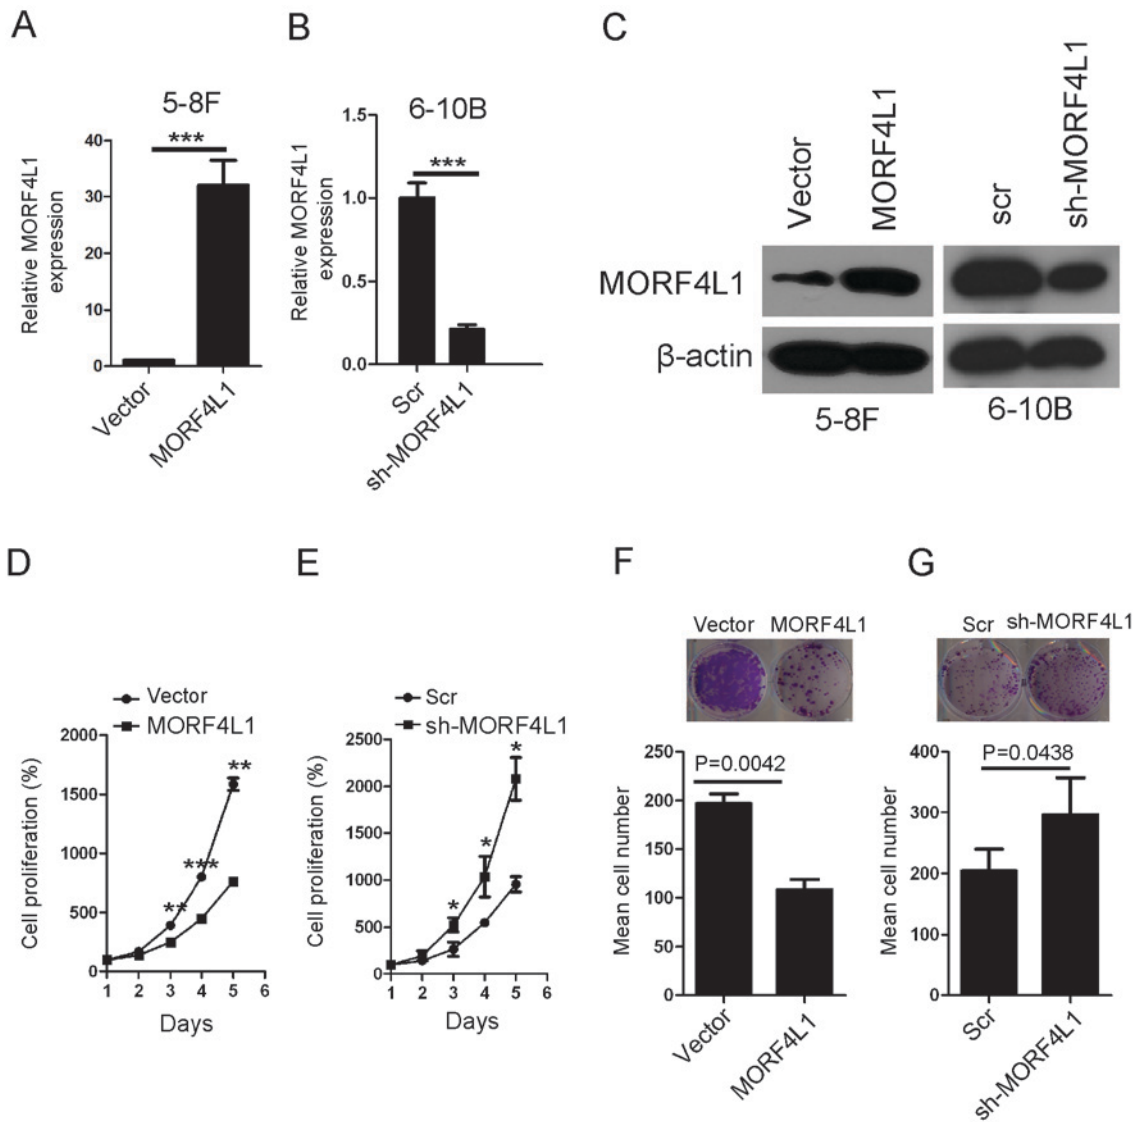 A
5-8F
***
Relative MORF4L1
expression
40
30
20
10
0
Vector
MORF4L1
B
6-10B
***
Relative MORF4L1
expression
1.5
1.0
0.5
0.0
Scr
sh-MORF4L1
C
Vector
MORF4L1
scr
sh-MORF4L1
MORF4L1
β-actin
5-8F
6-10B
D
Vector
MORF4L1
Cell proliferation (%)
2000
1500
1000
500
0
**
***
**
1 2 3 4 5 6
Days
E
Scr
sh-MORF4L1
Cell proliferation (%)
2500
2000
1500
1000
500
0
*
*
*
1 2 3 4 5 6
Days
F
Vector MORF4L1
P=0.0042
Mean cell number
250
200
150
100
50
0
Vector
MORF4L1
G
Scr sh-MORF4L1
P=0.0438
Mean cell number
400
300
200
100
0
Scr
sh-MORF4L1